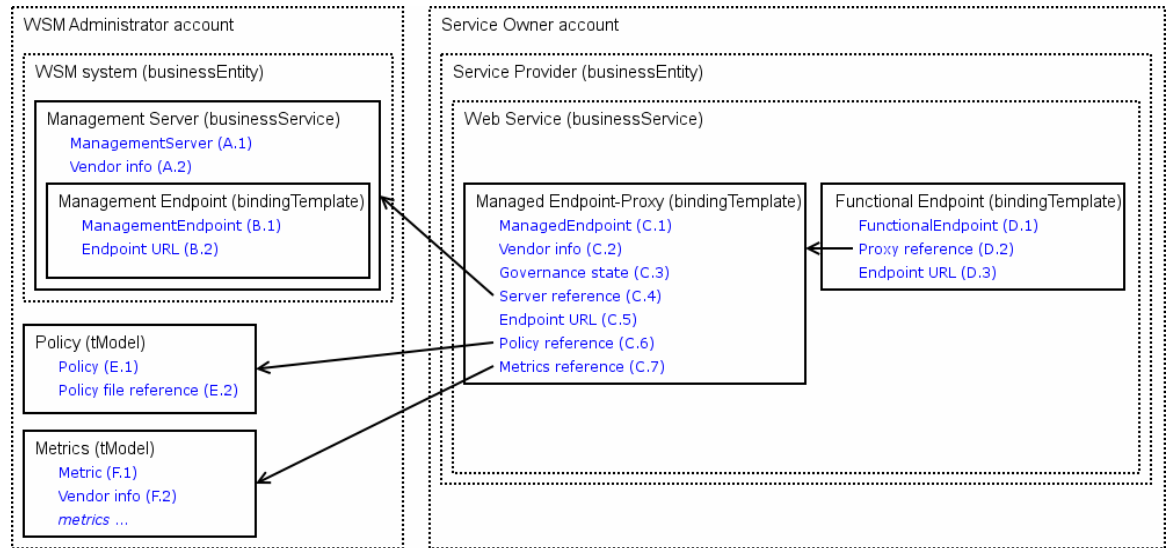 WSM Administrator account
WSM system (businessEntity)
Management Server (businessService)
ManagementServer (A.1)
Vendor info (A.2)
Management Endpoint (bindingTemplate)
ManagementEndpoint (B.1)
Endpoint URL (B.2)
Policy (tModel)
Policy (E.1)
Policy file reference (E.2)
Metrics (tModel)
Metric (F.1)
Vendor info (F.2)
metrics ...
Service Owner account
Service Provider (businessEntity)
Web Service (businessService)
Managed Endpoint-Proxy (bindingTemplate)
ManagedEndpoint (C.1)
Vendor info (C.2)
Governance state (C.3)
Server reference (C.4)
Endpoint URL (C.5)
Policy reference (C.6)
Metrics reference (C.7)
Functional Endpoint (bindingTemplate)
FunctionalEndpoint (D.1)
Proxy reference (D.2)
Endpoint URL (D.3)